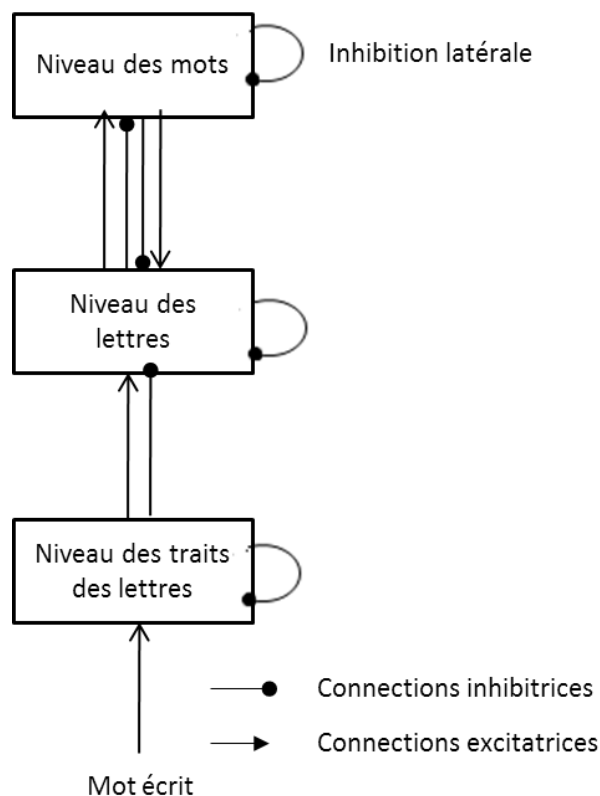 Niveau des mots
Inhibition latérale
Niveau des
lettres
Niveau des traits
des lettres
Connections inhibitrices
Connections excitatrices
Mot écrit